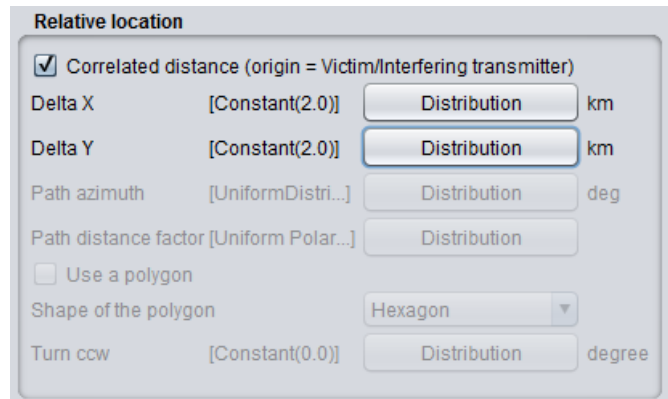 Relative location
Correlated distance (origin = Victim/Interfering transmitter)
Delta X [Constant(2.0)] Distribution km
Delta Y [Constant(2.0)] Distribution km
Path azimuth [UniformDistri...] Distribution deg
Path distance factor [Uniform Polar...] Distribution
Use a polygon
Shape of the polygon Hexagon
Turn ccw [Constant(0.0)] Distribution degree